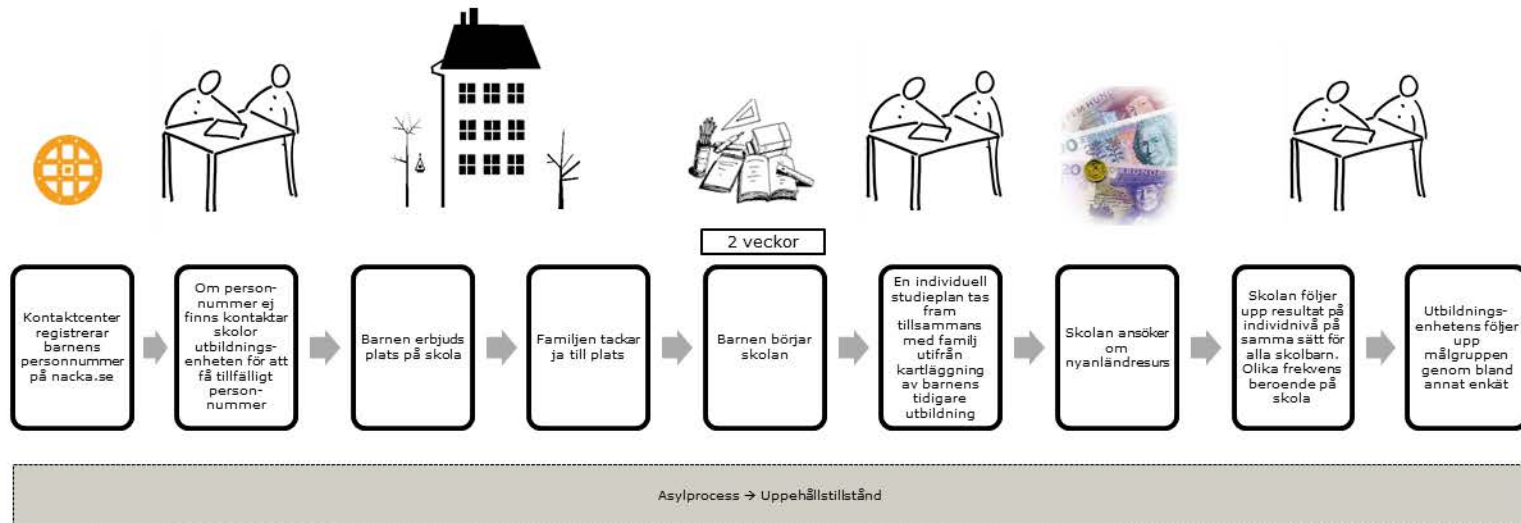 2 veckor
Kontaktcenter
registrerar
barnens
personnummer
på nacka.se
Om person-
nummer ej
finns kontaktar
skolor
utbildnings-
enheten för att
få tillfälligt
person-
nummer
Barnen erbjuds
plats på skola
Familjen tackar
ja till plats
Barnen börjar
skolan
En individuell
studieplan tas
fram
tillsammans
med familj
utifrån
kartläggning
av barnens
tidigare
utbildning
Skolan ansöker
om
nyanländresurs
Skolan följer
upp resultat på
individnivå på
samma sätt för
alla skolbarn.
Olika frekvens
beroende på
skola
Utbildnings-
enhetens följer
upp
målgruppen
genom bland
annat enkät
Asylprocess → Uppehållstillstånd